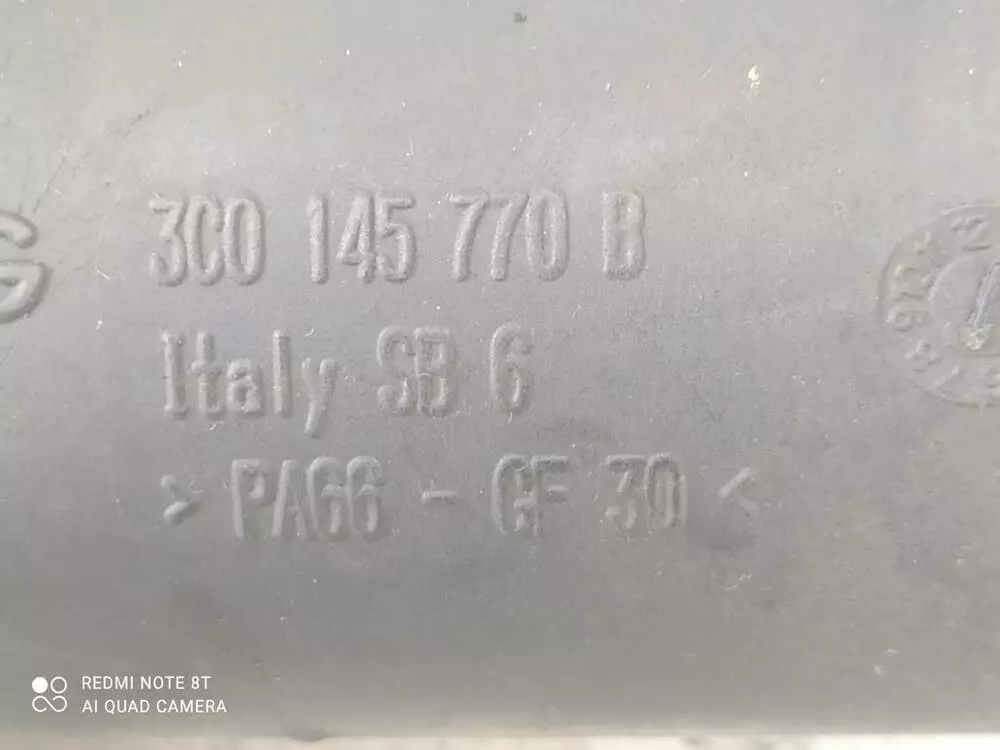 3C0 145 770 B
Italy SB 6
> PA66 - GF 30 <
REDMI NOTE 8T
AI QUAD CAMERA